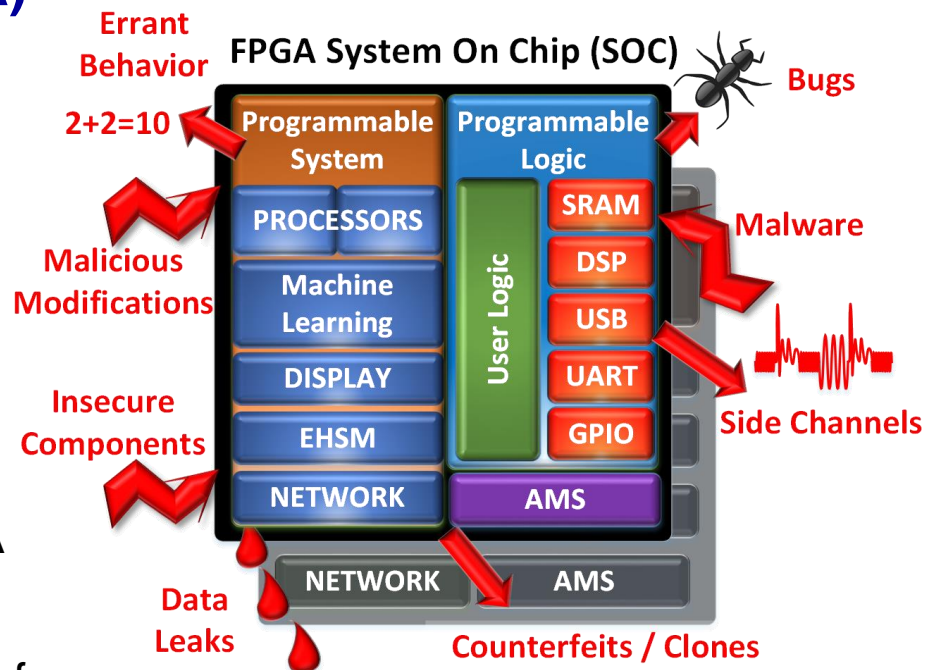 A)
Errant
Behavior
2+2=10
FPGA System On Chip (SOC)
Bugs
Programmable
System
Programmable
Logic
PROCESSORS
Machine
Learning
DISPLAY
EHSM
NETWORK
User Logic
SRAM
DSP
USB
UART
GPIO
AMS
Malicious
Modifications
Malware
Insecure
Components
Side Channels
NETWORK
AMS
Data
Leaks
Counterfeits / Clones